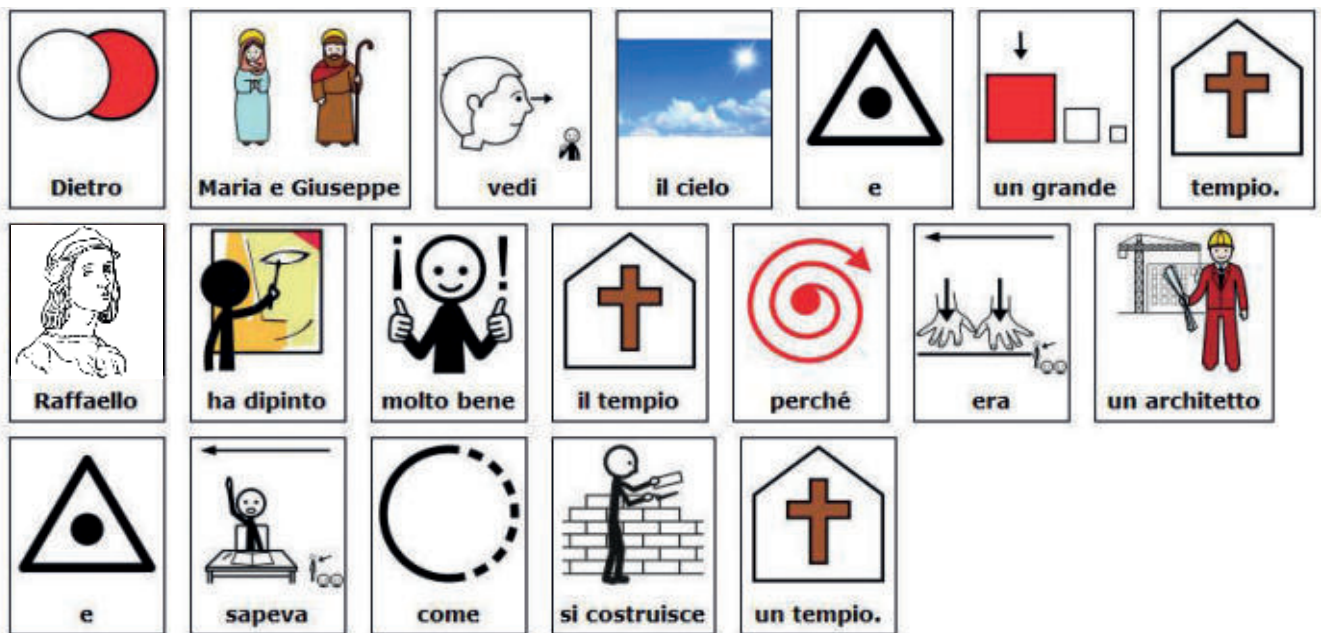 Dietro Maria e Giuseppe vedi il cielo e un grande tempio.
Raffaello ha dipinto molto bene il tempio perché era un architetto
e sapeva come si costruisce un tempio.